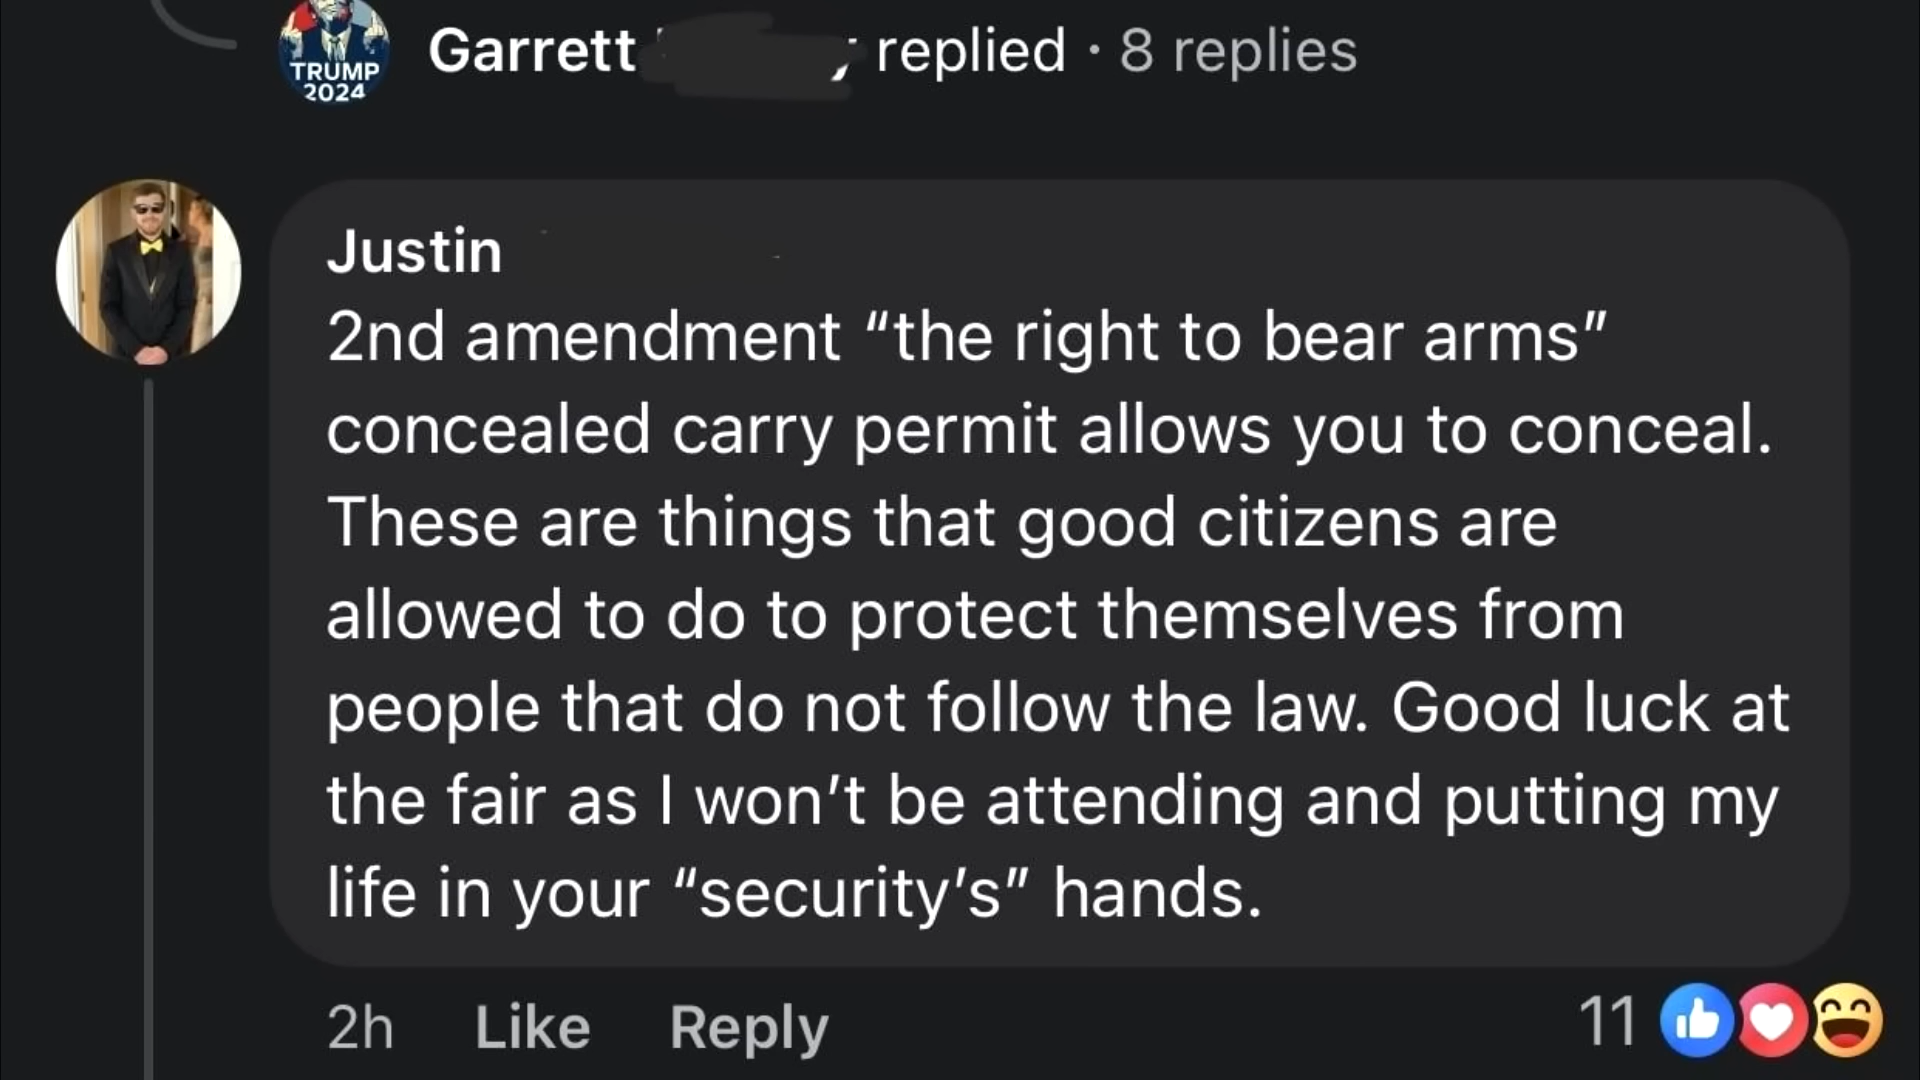 TRUMP
2024
Garrett replied · 8 replies
Justin
2nd amendment “the right to bear arms”
concealed carry permit allows you to conceal.
These are things that good citizens are
allowed to do to protect themselves from
people that do not follow the law. Good luck at
the fair as I won’t be attending and putting my
life in your “security’s” hands.
2h Like Reply 11